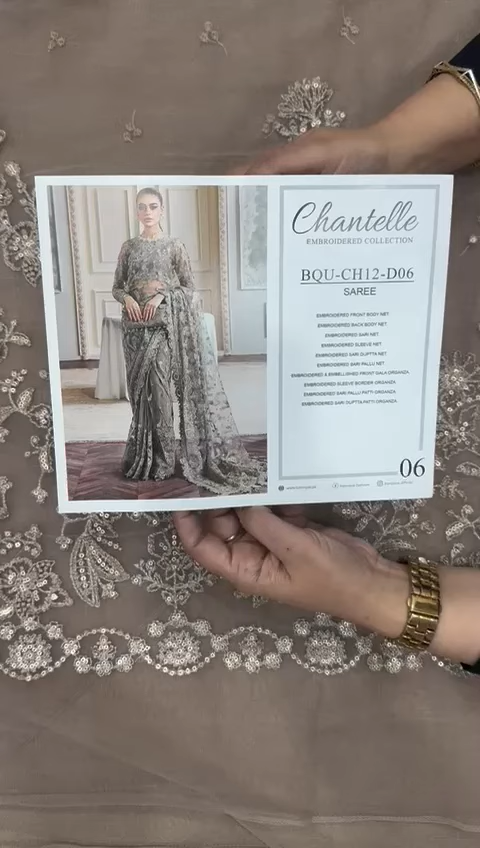 Chantelle
EMBROIDERED COLLECTION
BQU-CH12-D06
SAREE
EMBROIDERED FRONT BODY NET
EMBROIDERED BACK BODY NET
EMBROIDERED SARI NET
EMBROIDERED SLEEVE NET
EMBROIDERED SARI DUPTTA NET
EMBROIDERED SARI PALLU NET
EMBROIDERED & EMBELLISHED FRONT GALA ORGANZA
EMBROIDERED SLEEVE BORDER ORGANZA
EMBROIDERED SARI PALLU PATTI ORGANZA
EMBROIDERED SARI DUPTTA PATTI ORGANZA
06